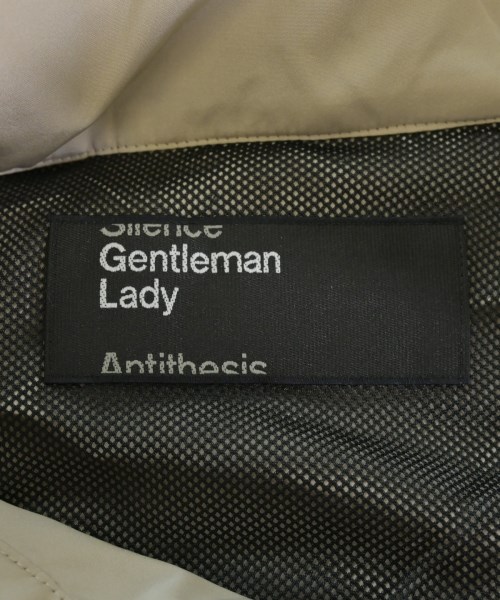 Silence
Gentleman
Lady
Antithesis